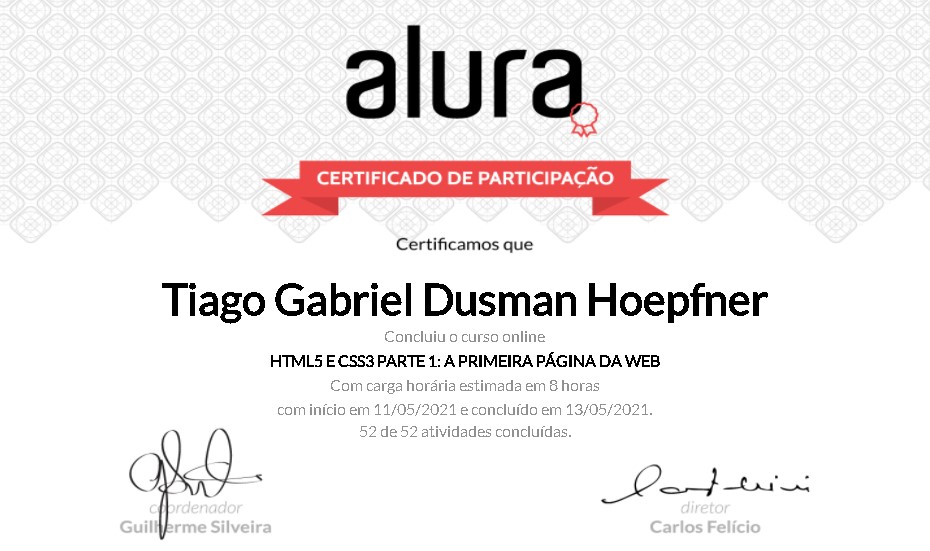 alura
CERTIFICADO DE PARTICIPAÇÃO
Certificamos que
Tiago Gabriel Dusman Hoepfner
Concluiu o curso online
HTML5 E CSS3 PARTE 1: A PRIMEIRA PÁGINA DA WEB
Com carga horária estimada em 8 horas
com início em 11/05/2021 e concluído em 13/05/2021.
52 de 52 atividades concluídas.
coordenador
Guilherme Silveira
diretor
Carlos Felício